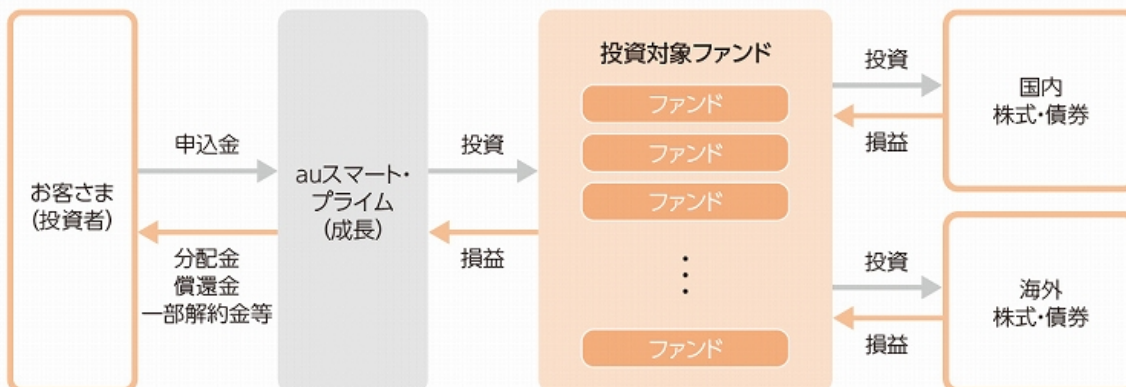 お客さま
(投資者)
申込金
分配金
償還金
一部解約金等
auスマート・
プライム
(成長)
投資
損益
投資対象ファンド
ファンド
ファンド
ファンド
ファンド
投資
損益
国内
株式・債券
投資
損益
海外
株式・債券